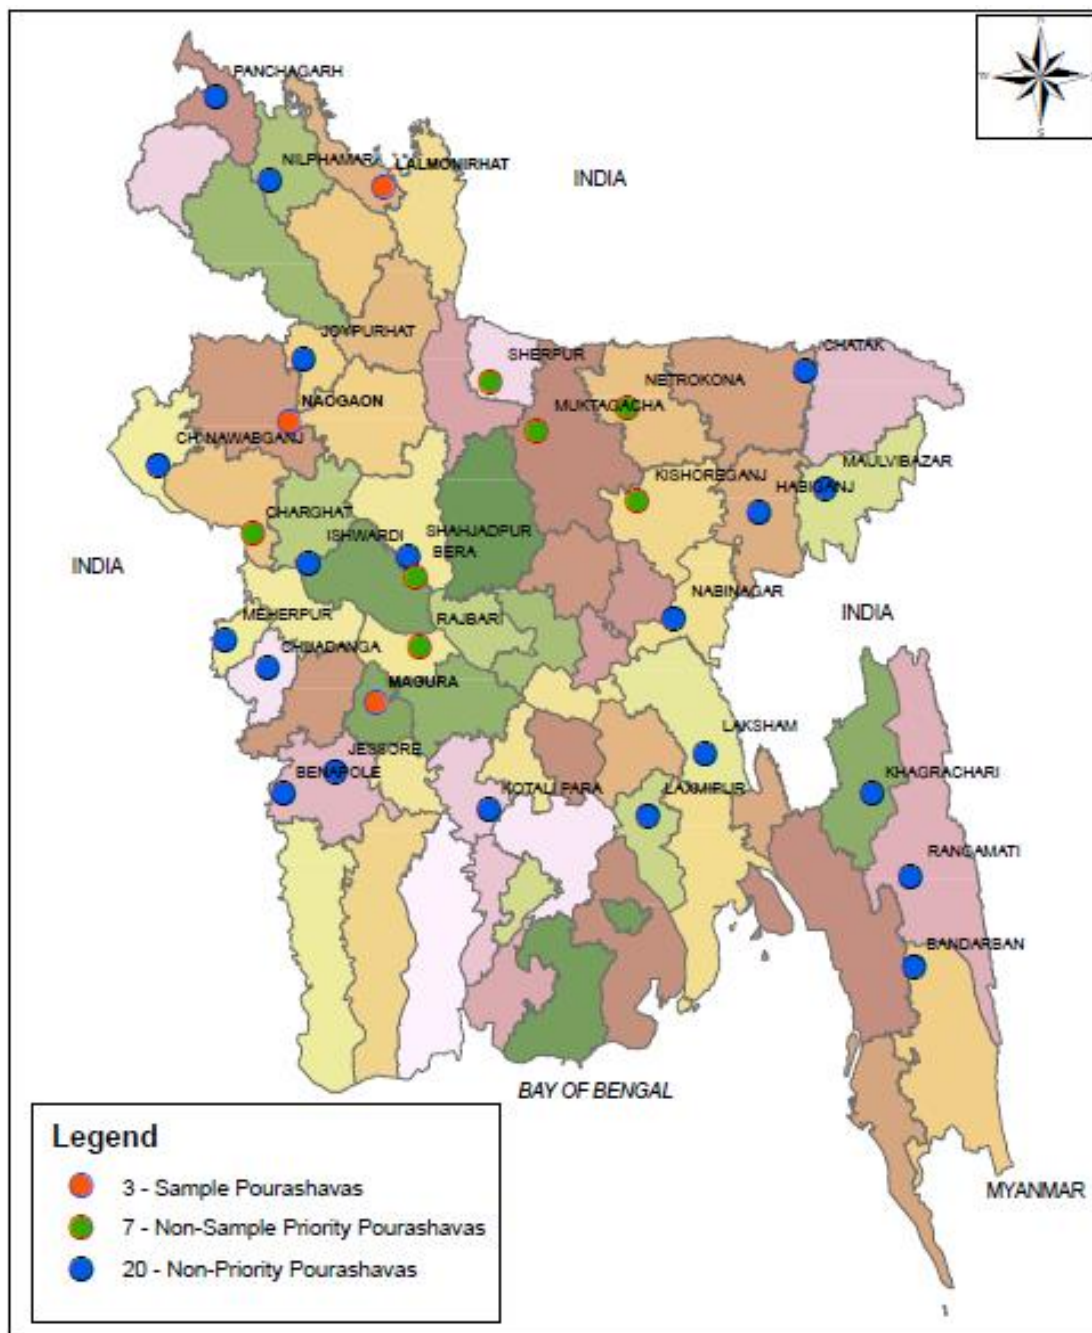 N
W
S
PANCHAGARH
NILPHAMARI
LALMONIRHAT
INDIA
JOYPURHAT
SHERPUR
CHATAK
NETROKONA
NAOGAON
MUKTAGACHA
CH. NAWABGANJ
MAULVIBAZAR
KISHOREGANJ
HABIGANJ
CHARGHAT
SHAHJADPUR
ISHWARDI
BERA
INDIA
NABINAGAR
MEHERPUR
RAJBARI
INDIA
CHUADANGA
MAGURA
JESSORE
LAKSHAM
BENAPOLE
KHAGRACHARI
KOTALI PARA
LAXMIPUR
RANGAMATI
BANDARBAN
BAY OF BENGAL
MYANMAR
Legend
3 - Sample Pourashavas
7 - Non-Sample Priority Pourashavas
20 - Non-Priority Pourashavas